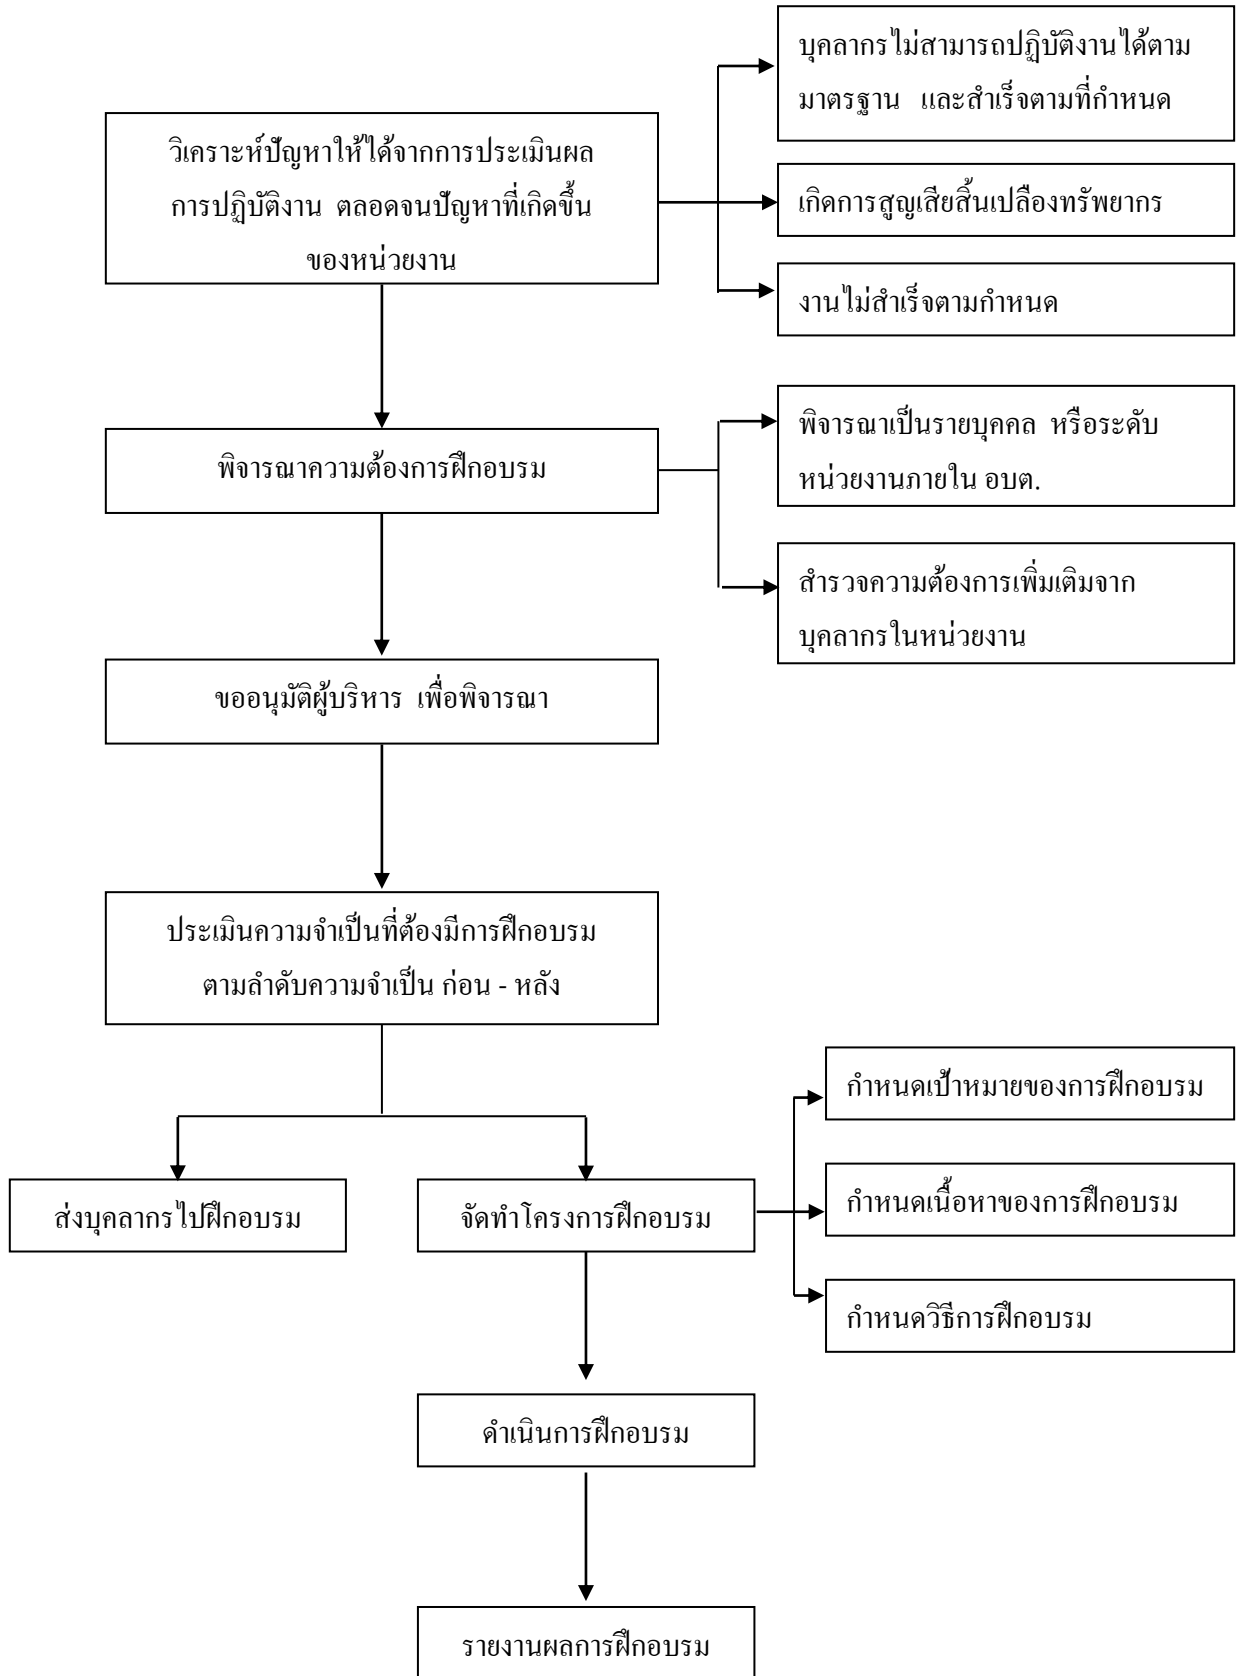 บุคลากรไม่สามารถปฏิบัติงานได้ตาม
มาตรฐาน และสำเร็จตามที่กำหนด
วิเคราะห์ปัญหาให้ได้จากการประเมินผล
การปฏิบัติงาน ตลอดจนปัญหาที่เกิดขึ้น
ของหน่วยงาน
เกิดการสูญเสียสิ้นเปลืองทรัพยากร
งานไม่สำเร็จตามกำหนด
พิจารณาความต้องการฝึกอบรม
พิจารณาเป็นรายบุคคล หรือระดับ
หน่วยงานภายใน อบต.
สำรวจความต้องการเพิ่มเติมจาก
บุคลากรในหน่วยงาน
ขออนุมัติผู้บริหาร เพื่อพิจารณา
ประเมินความจำเป็นที่ต้องมีการฝึกอบรม
ตามลำดับความจำเป็น ก่อน - หลัง
ส่งบุคลากรไปฝึกอบรม
จัดทำโครงการฝึกอบรม
กำหนดเป้าหมายของการฝึกอบรม
กำหนดเนื้อหาของการฝึกอบรม
กำหนดวิธีการฝึกอบรม
ดำเนินการฝึกอบรม
รายงานผลการฝึกอบรม